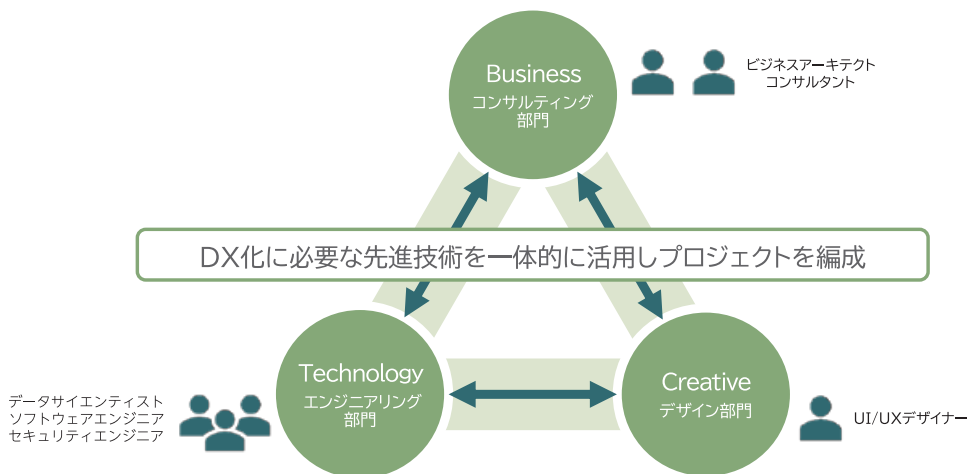 Business
コンサルティング
部門
ビジネスアーキテクト
コンサルタント
DX化に必要な先進技術を一体的に活用しプロジェクトを編成
Technology
エンジニアリング
部門
データサイエンティスト
ソフトウェアエンジニア
セキュリティエンジニア
Creative
デザイン部門
UI/UXデザイナー